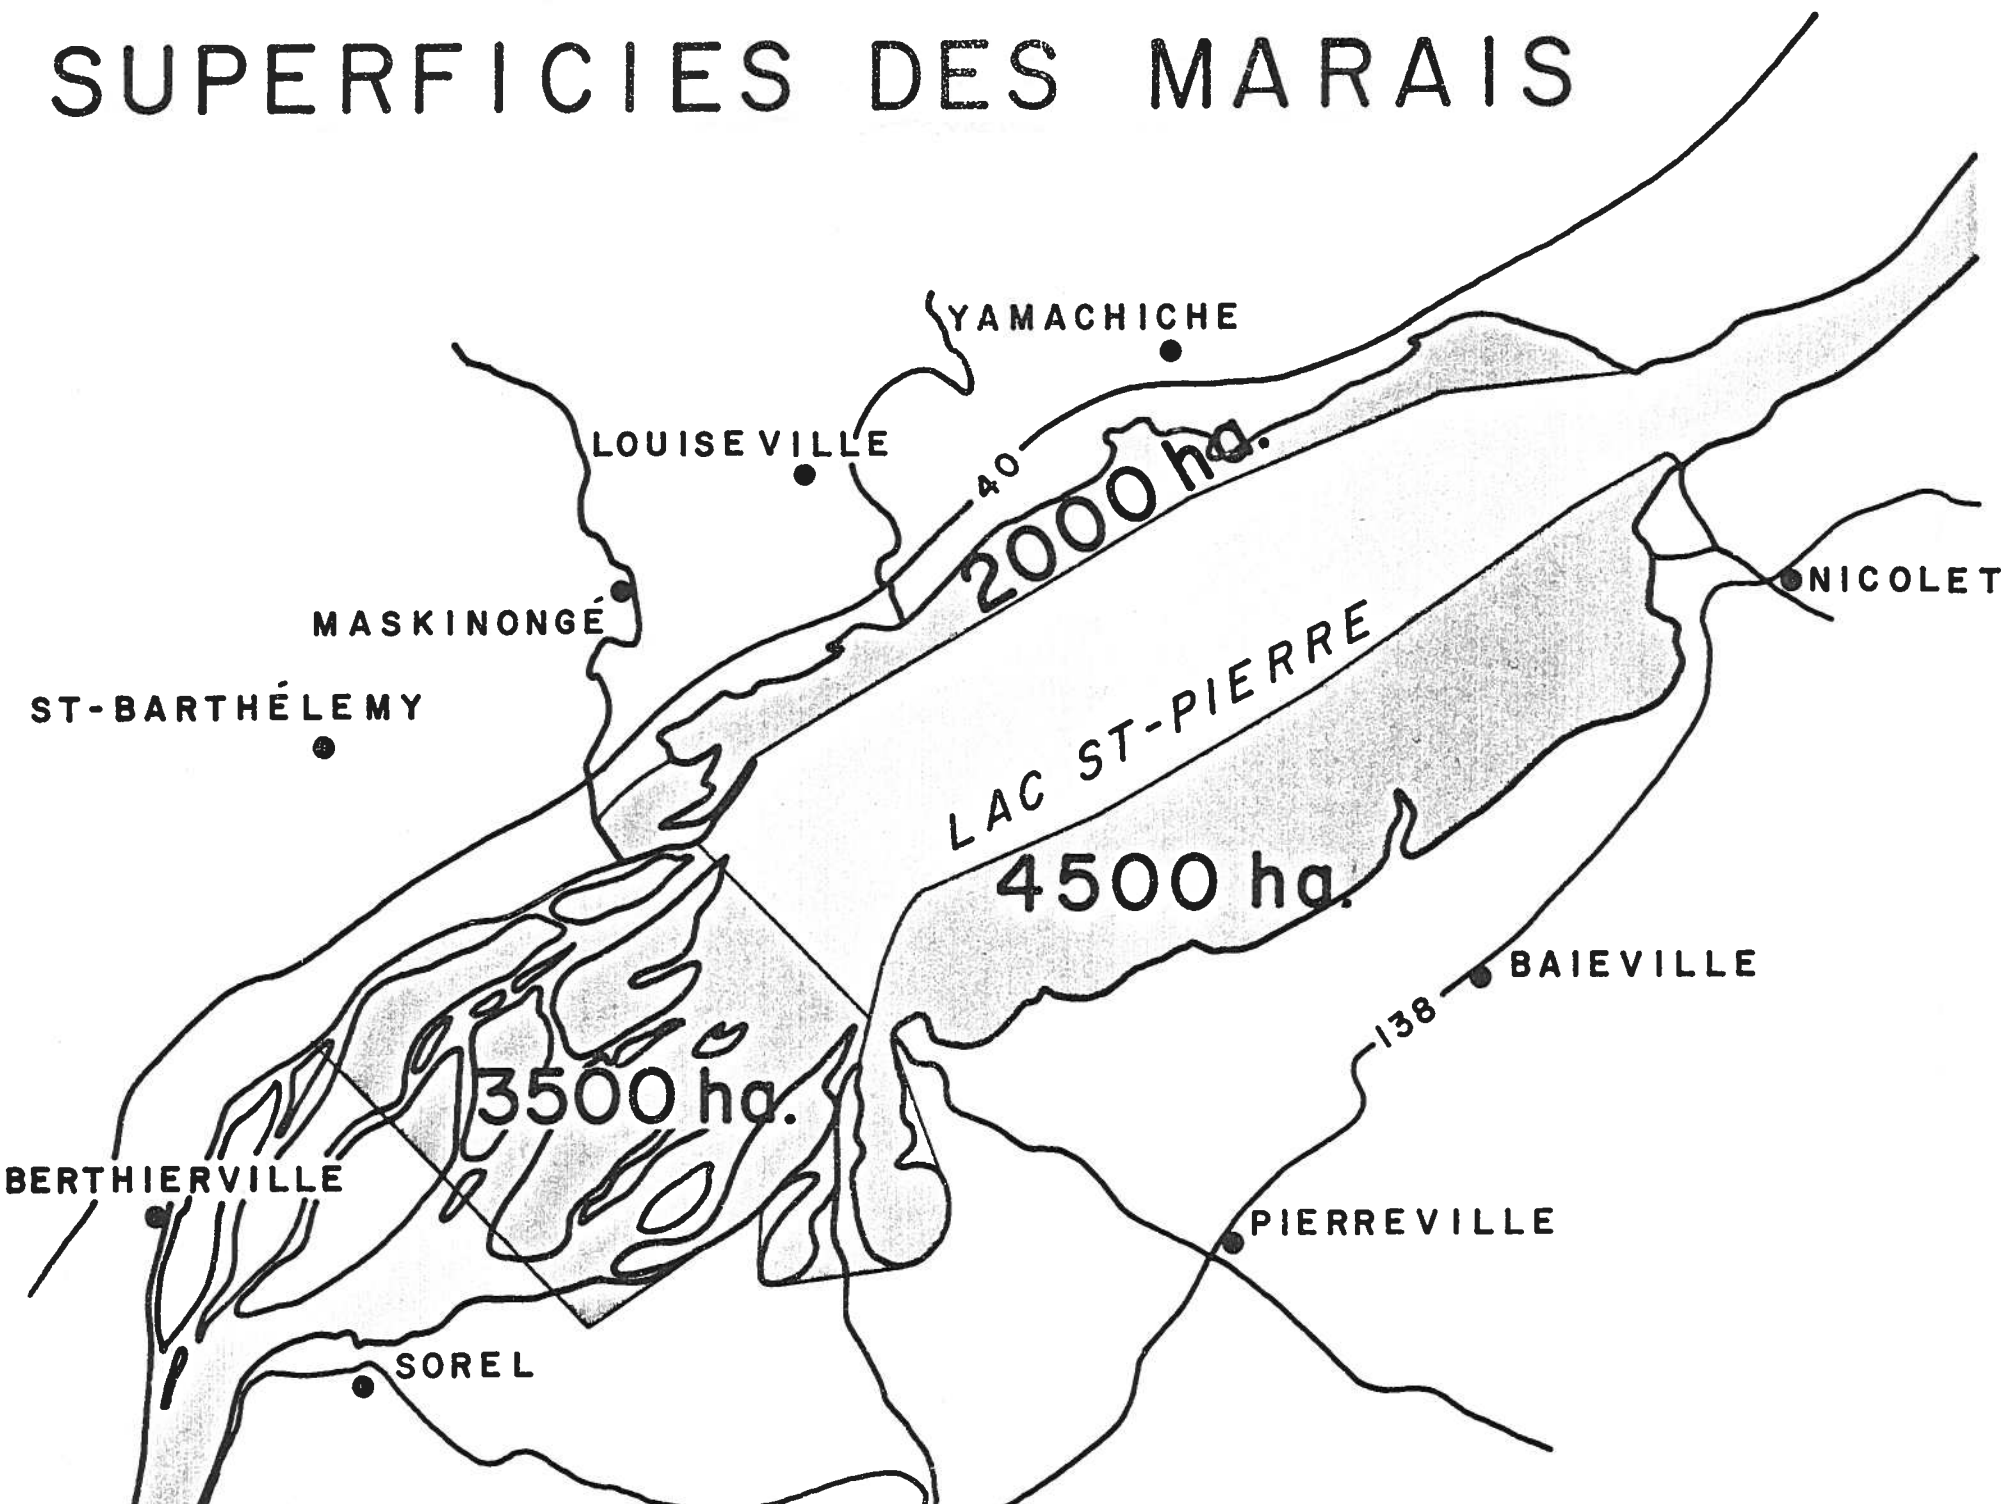 SUPERFICIES DES MARAIS
YAMACHICHE
LOUISEVILLE
40
2000 ha.
NICOLET
MASKINONGÉ
ST-BARTHÉLEMY
LAC ST-PIERRE
4500 ha.
BAIEVILLE
138
3500 ha.
BERTHIERVILLE
PIERREVILLE
SOREL